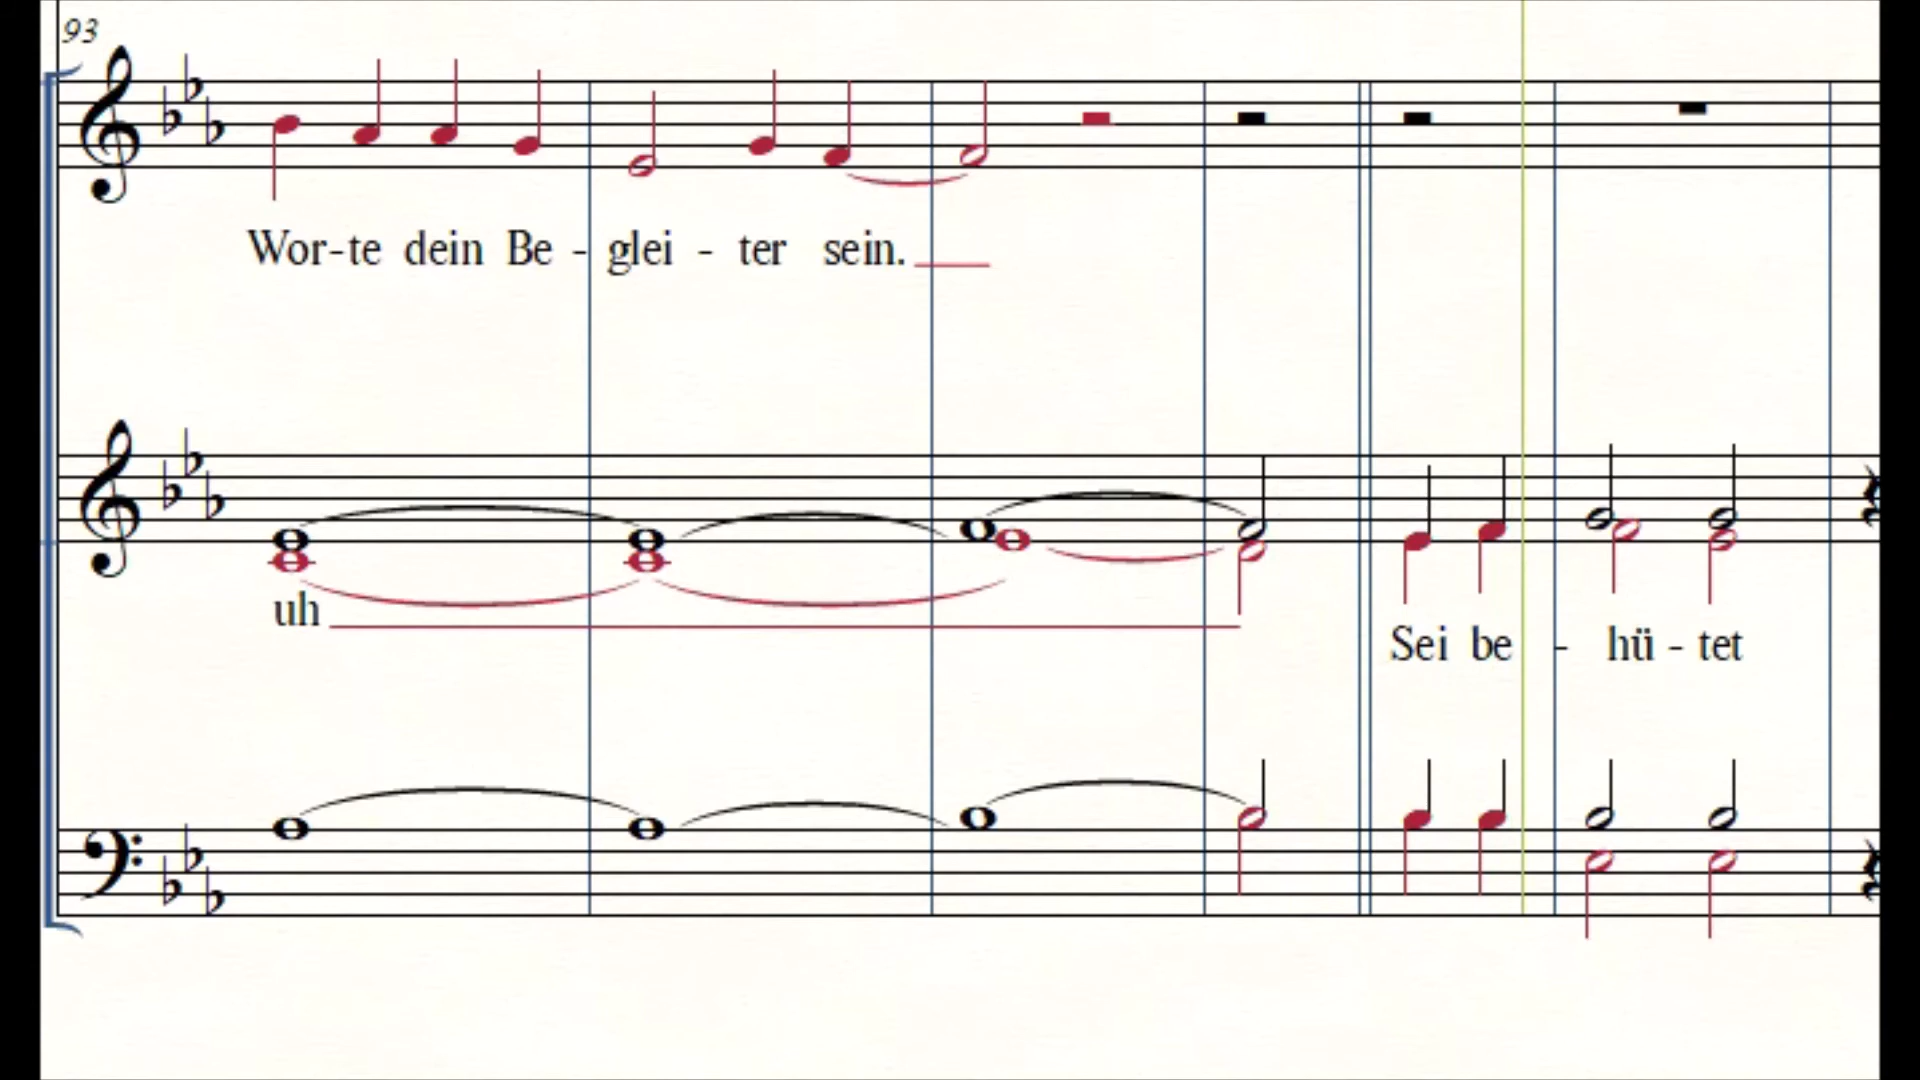 93
Wor-te dein Be - glei - ter sein.
uh
Sei be - hü - tet